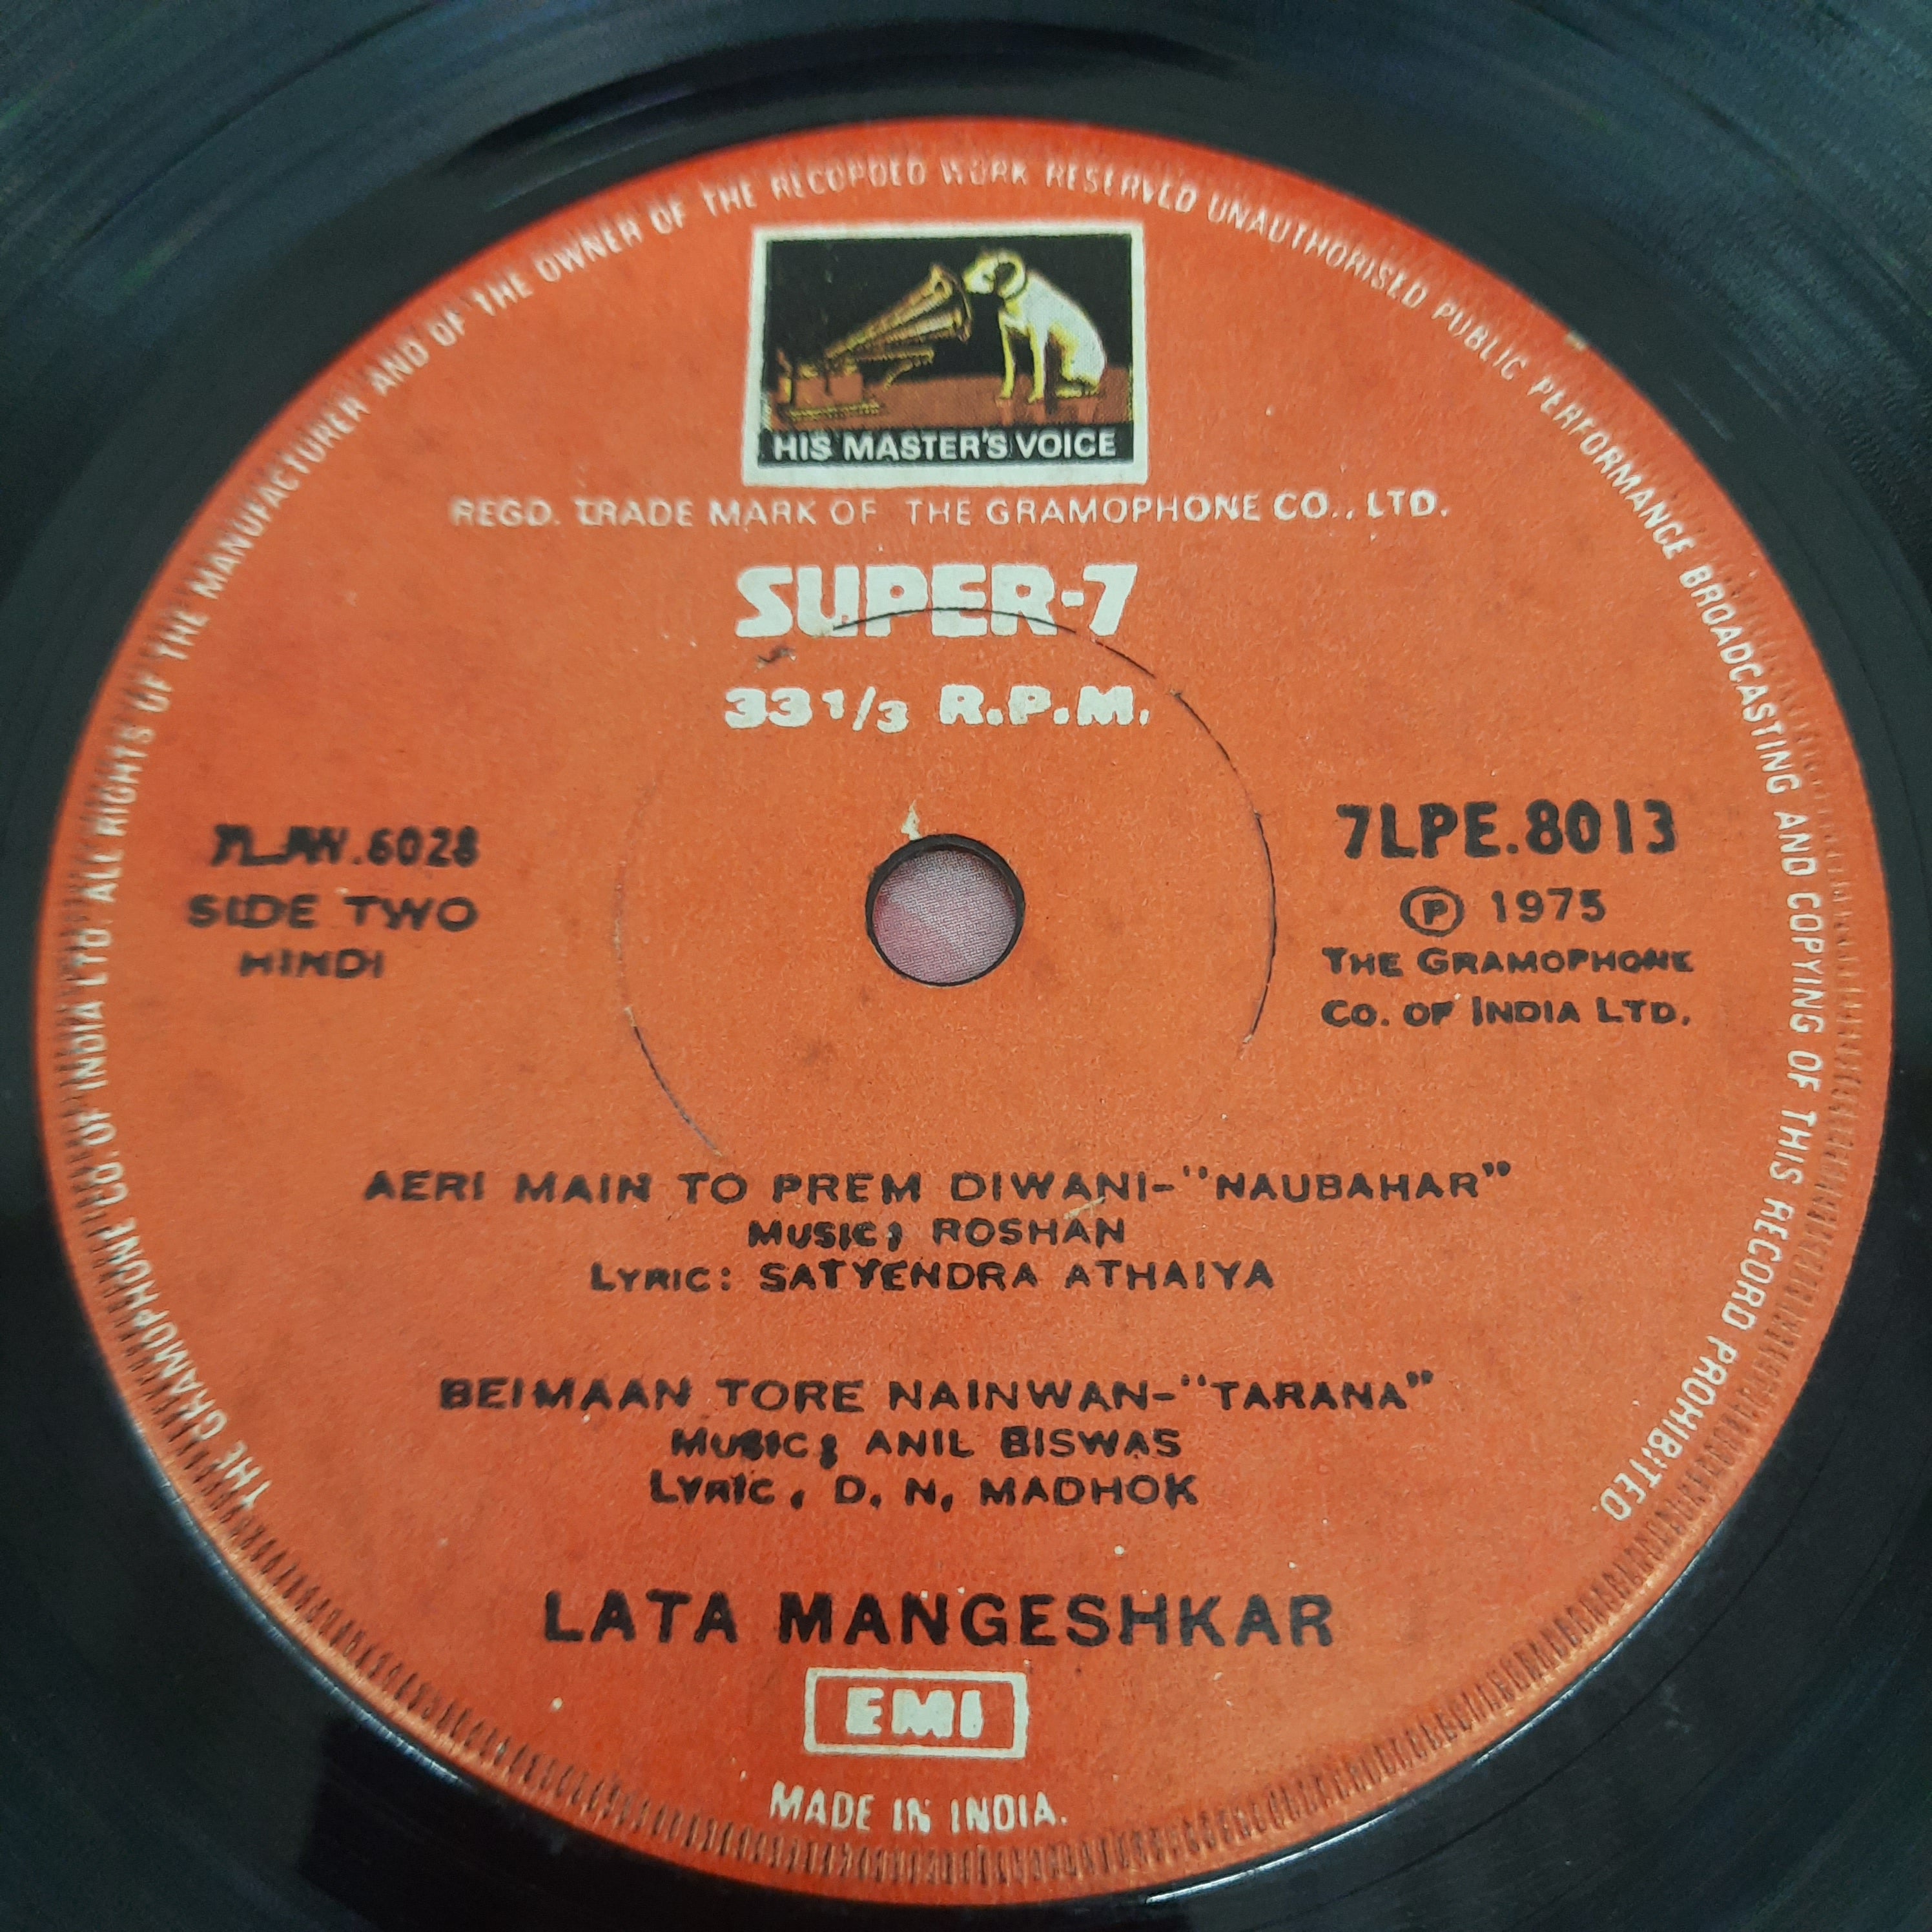 THE GRAMOPHONE CO. OF INDIA LTD. ALL RIGHTS OF THE MANUFACTURER AND OF THE OWNER OF THE RECORDED WORK RESERVED UNAUTHORISED PUBLIC PERFORMANCE BROADCASTING AND COPYING OF THIS RECORD PROHIBITED.
HIS MASTER'S VOICE
REGD. TRADE MARK OF THE GRAMOPHONE CO., LTD.
SUPER-7
33 1/3 R.P.M.
.6028
SIDE TWO
HINDI
7LPE.8013
Ⓟ 1975
THE GRAMOPHONE
CO. OF INDIA LTD.
AERI MAIN TO PREM DIWANI-"NAUBAHAR"
MUSIC; ROSHAN
LYRIC: SATYENDRA ATHAIYA
BEIMAAN TORE NAINWAN-"TARANA"
MUSIC; ANIL BISWAS
LYRIC, D. N, MADHOK
LATA MANGESHKAR
EMI
MADE IN INDIA.